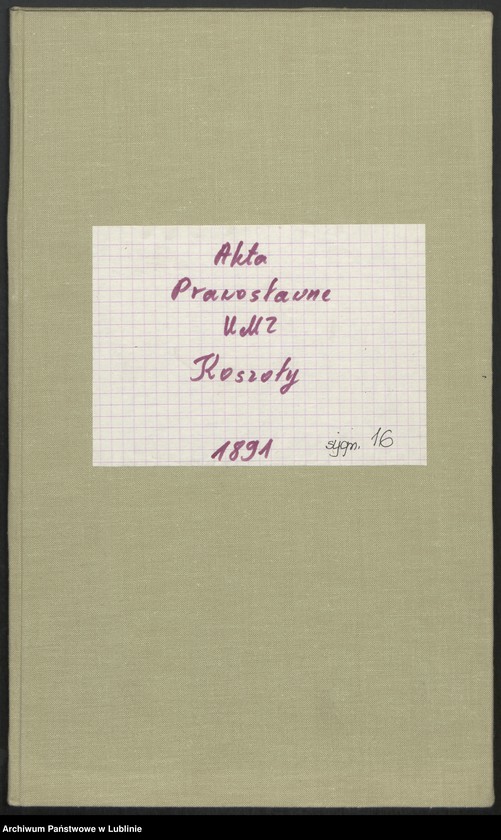 Akta
Prawosławne
UMZ
Koszoły
1891 sygn. 16
Archiwum Państwowe w Lublinie